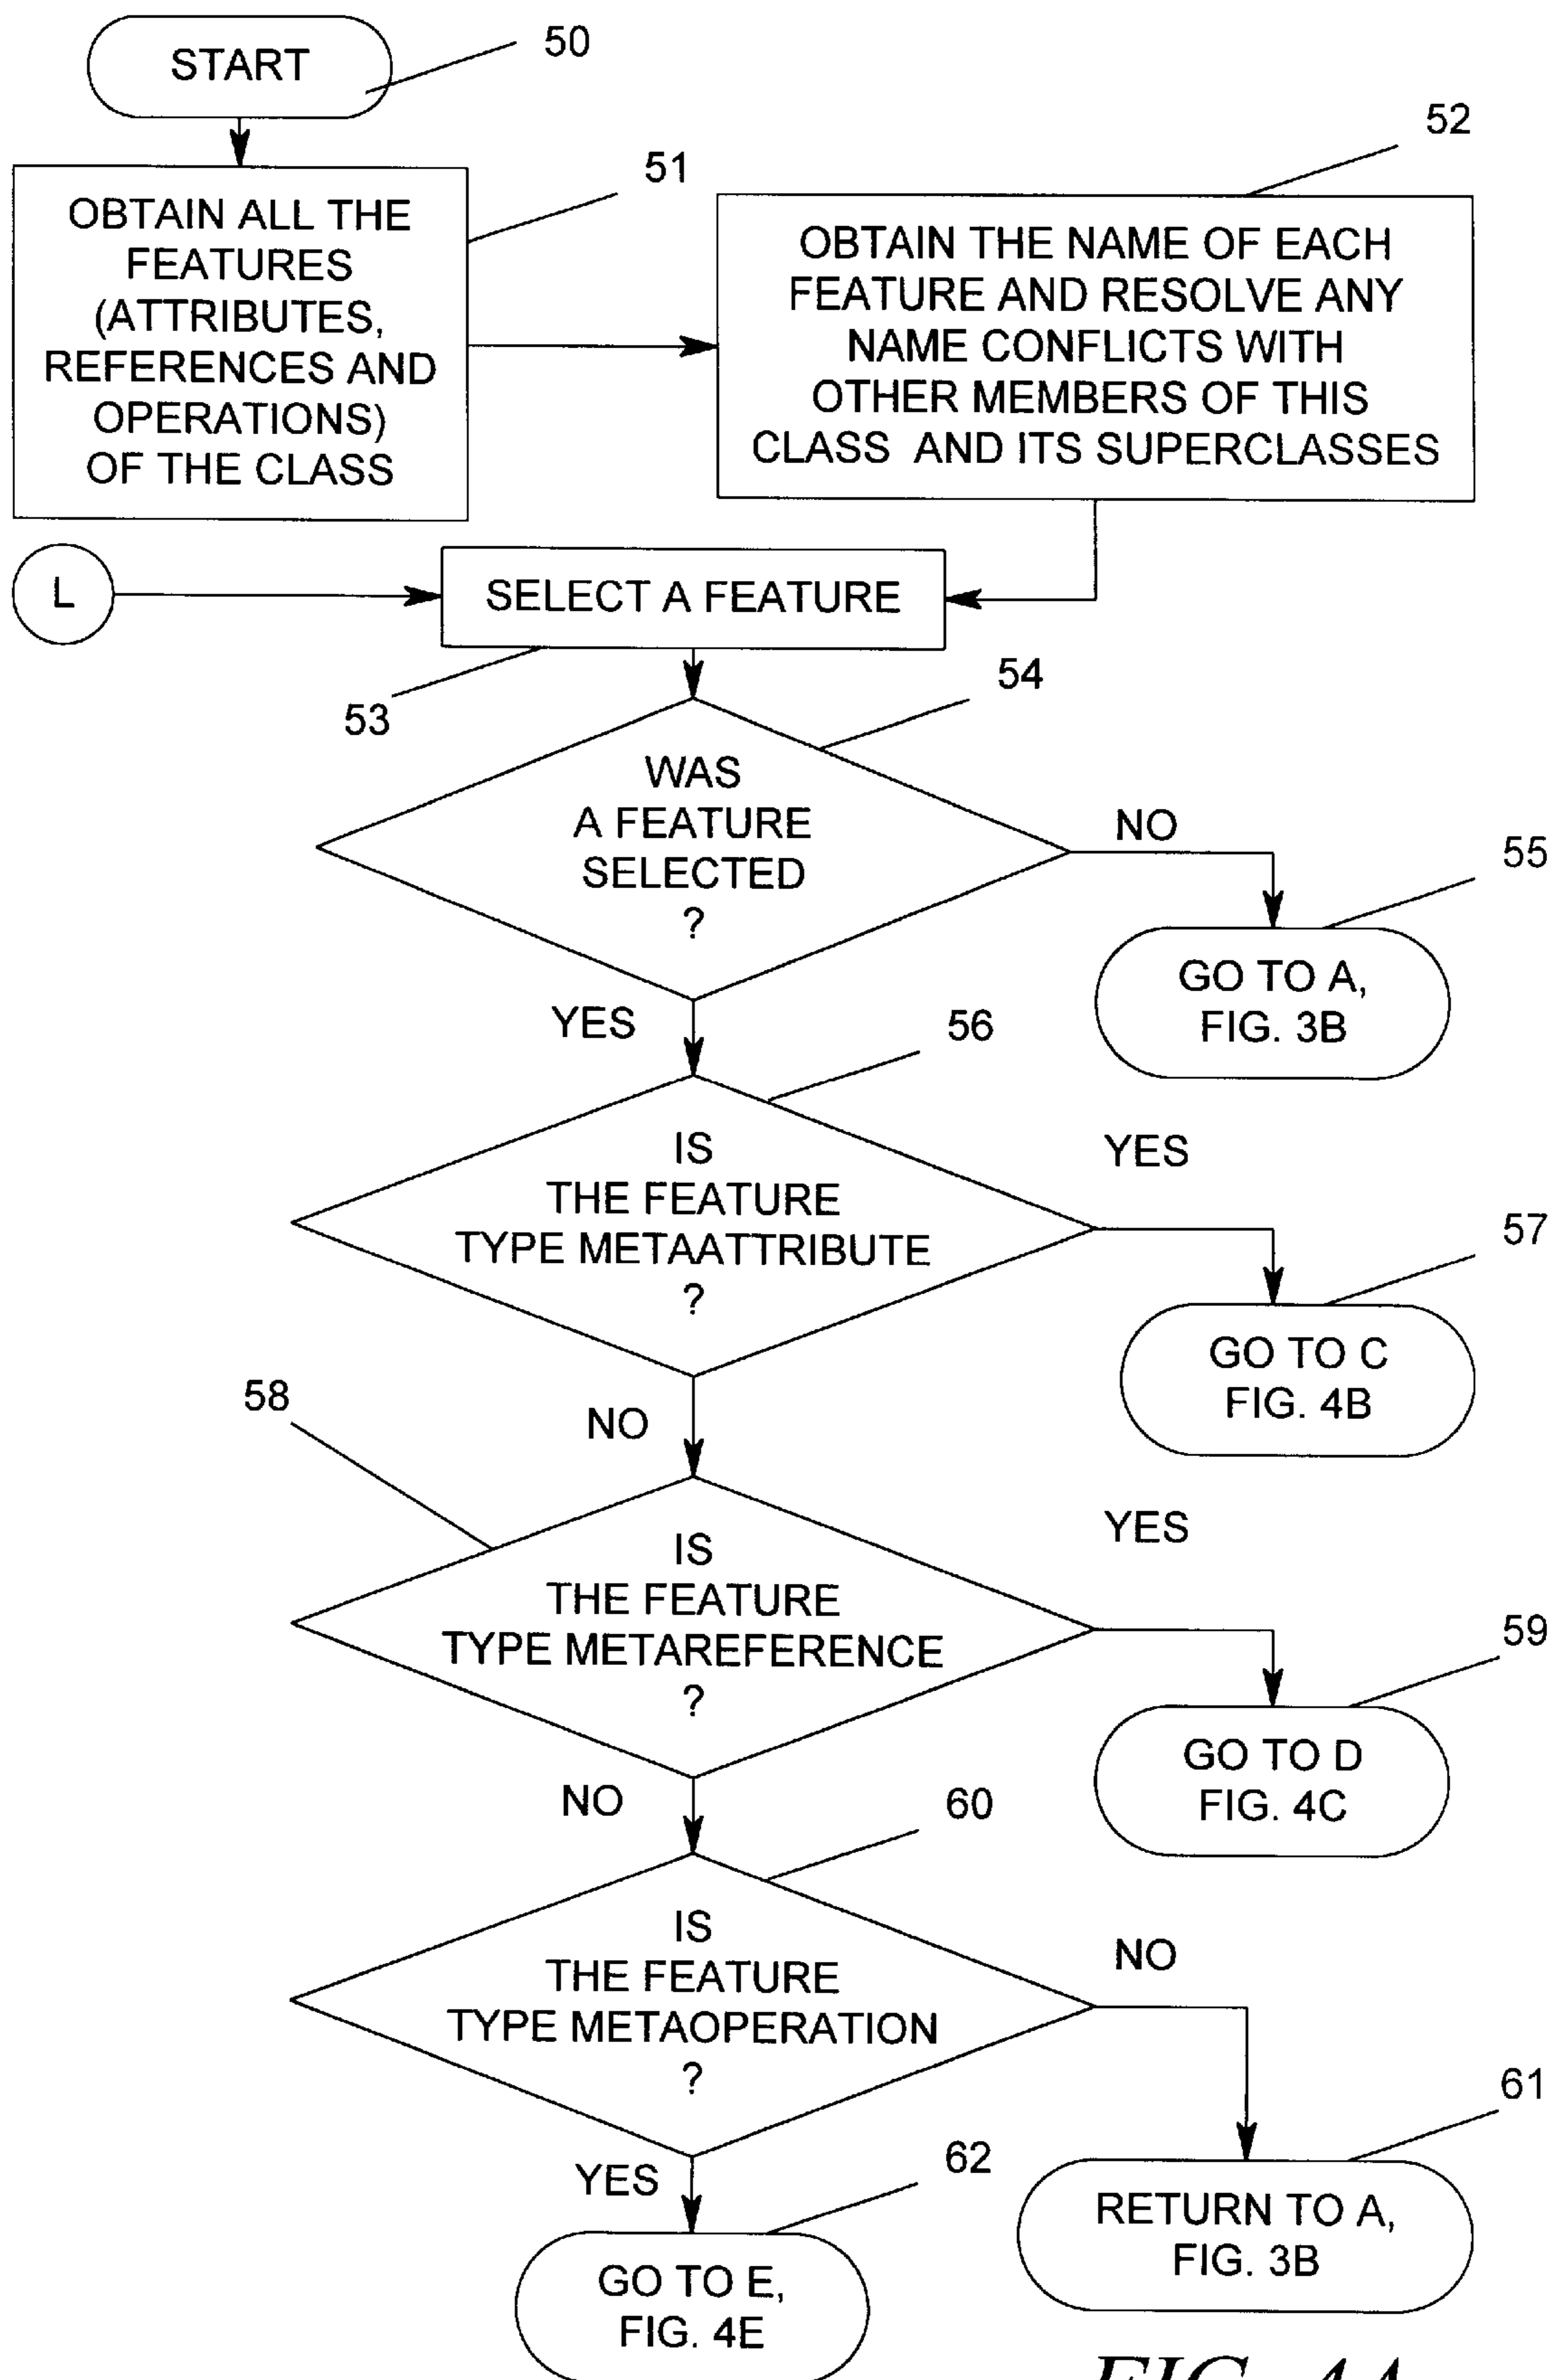 START
50
OBTAIN ALL THE
FEATURES
(ATTRIBUTES,
REFERENCES AND
OPERATIONS)
OF THE CLASS
51
52
OBTAIN THE NAME OF EACH
FEATURE AND RESOLVE ANY
NAME CONFLICTS WITH
OTHER MEMBERS OF THIS
CLASS AND ITS SUPERCLASSES
L
SELECT A FEATURE
53
54
WAS
A FEATURE
SELECTED
?
NO
55
GO TO A,
FIG. 3B
YES
56
IS
THE FEATURE
TYPE METAATTRIBUTE
?
YES
57
GO TO C
FIG. 4B
NO
58
IS
THE FEATURE
TYPE METAREFERENCE
?
YES
59
GO TO D
FIG. 4C
NO
60
IS
THE FEATURE
TYPE METAOPERATION
?
NO
61
RETURN TO A,
FIG. 3B
YES
62
GO TO E,
FIG. 4E
FIG. 4A